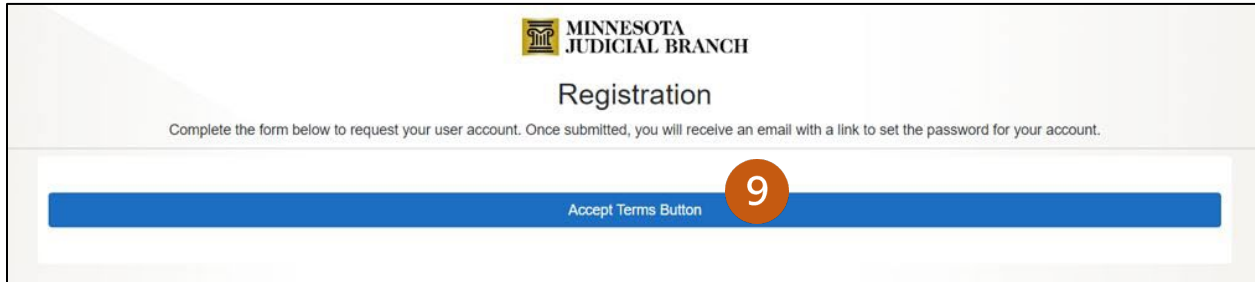 MINNESOTA
JUDICIAL BRANCH
Registration
Complete the form below to request your user account. Once submitted, you will receive an email with a link to set the password for your account.
9
Accept Terms Button